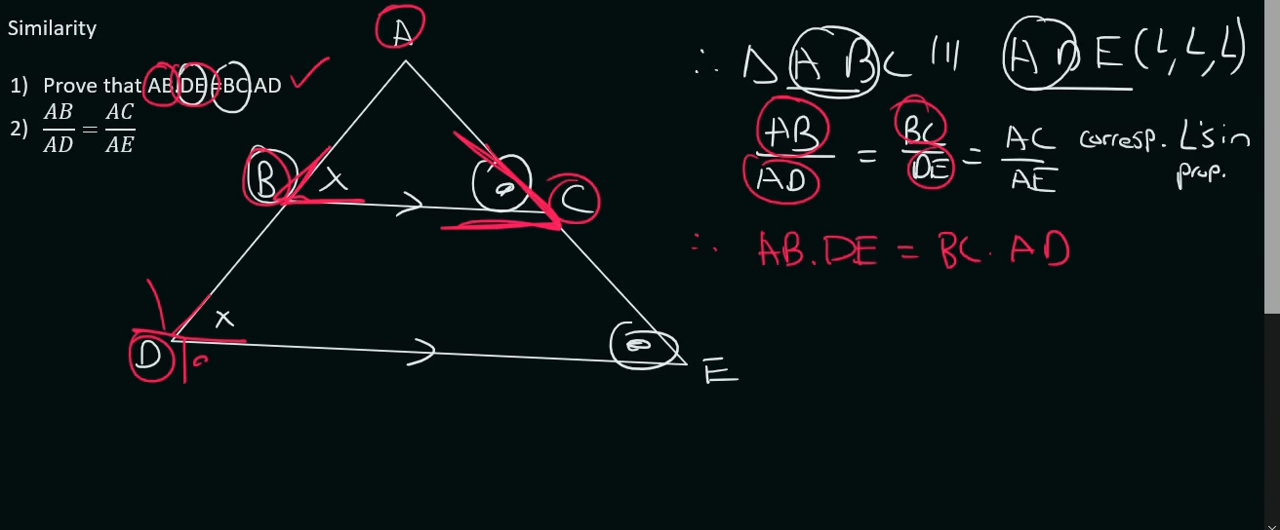 Similarity
1) Prove that AB.DE=BC.AD ✓
2) AB/AD = AC/AE
A
B x C
D x E
∴ Δ ABC ||| ADE (L, L, L)
AB/AD = BC/DE = AC/AE corresp. L's in prop.
∴ AB.DE = BC.AD